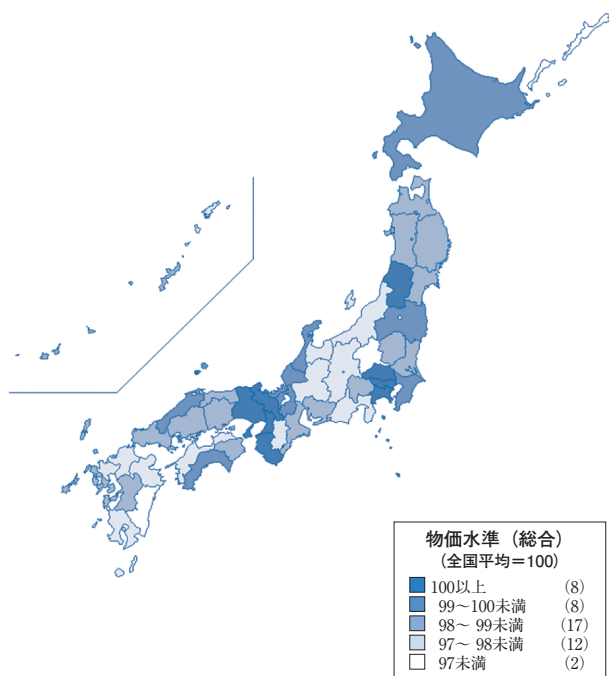 物価水準（総合）
（全国平均＝100）
100以上 (8)
99〜100未満 (8)
98〜 99未満 (17)
97〜 98未満 (12)
97未満 (2)